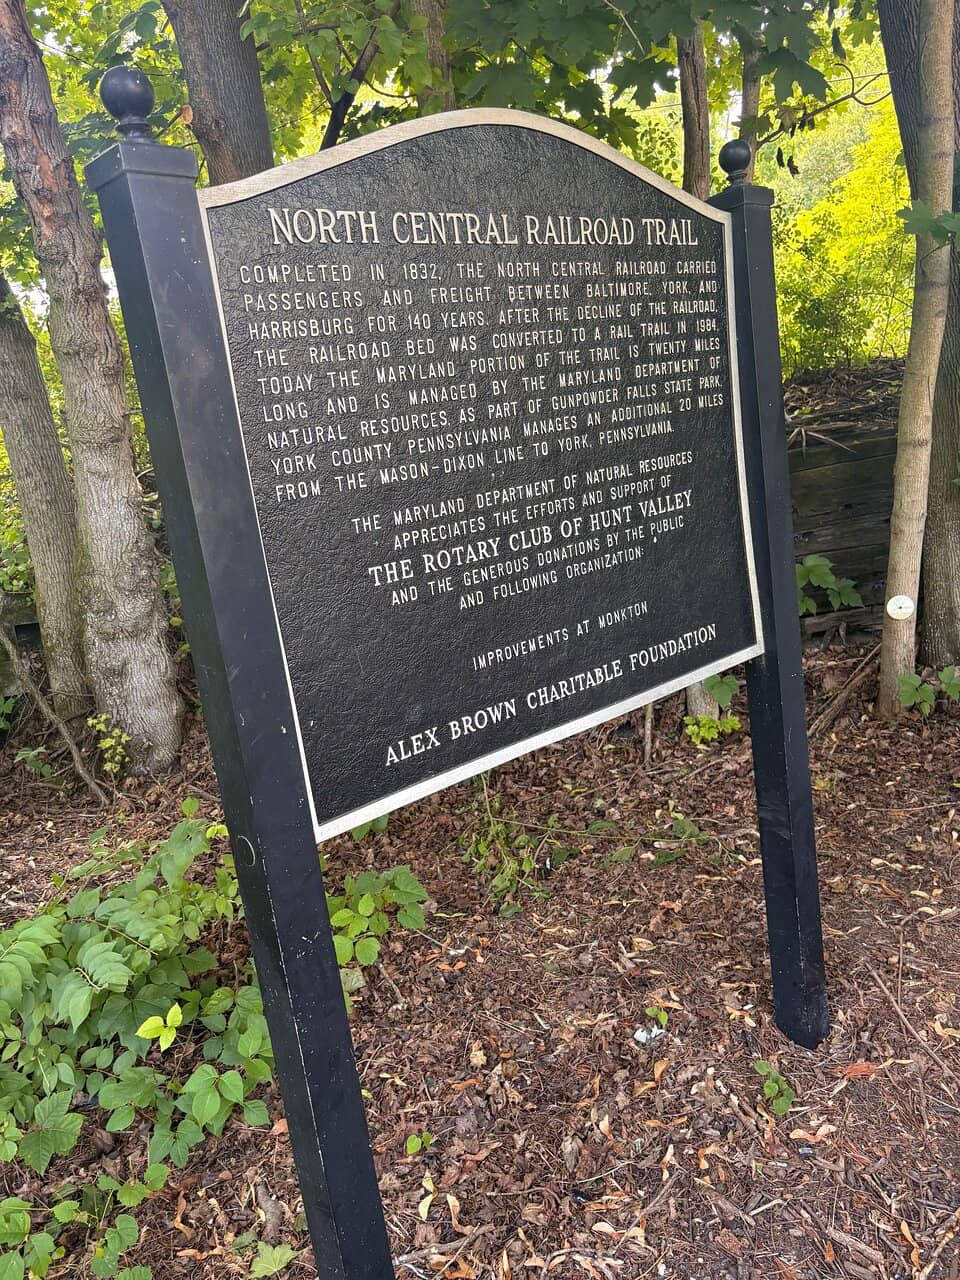 NORTH CENTRAL RAILROAD TRAIL
COMPLETED IN 1832, THE NORTH CENTRAL RAILROAD CARRIED
PASSENGERS AND FREIGHT BETWEEN BALTIMORE, YORK, AND
HARRISBURG FOR 140 YEARS. AFTER THE DECLINE OF THE RAILROAD,
THE RAILROAD BED WAS CONVERTED TO A RAIL TRAIL IN 1984.
TODAY THE MARYLAND PORTION OF THE TRAIL IS TWENTY MILES
LONG AND IS MANAGED BY THE MARYLAND DEPARTMENT OF
NATURAL RESOURCES, AS PART OF GUNPOWDER FALLS STATE PARK.
YORK COUNTY, PENNSYLVANIA MANAGES AN ADDITIONAL 20 MILES
FROM THE MASON-DIXON LINE TO YORK, PENNSYLVANIA.
THE MARYLAND DEPARTMENT OF NATURAL RESOURCES
APPRECIATES THE EFFORTS AND SUPPORT OF
THE ROTARY CLUB OF HUNT VALLEY
AND THE GENEROUS DONATIONS BY THE PUBLIC
AND FOLLOWING ORGANIZATION:
IMPROVEMENTS AT MONKTON
ALEX BROWN CHARITABLE FOUNDATION